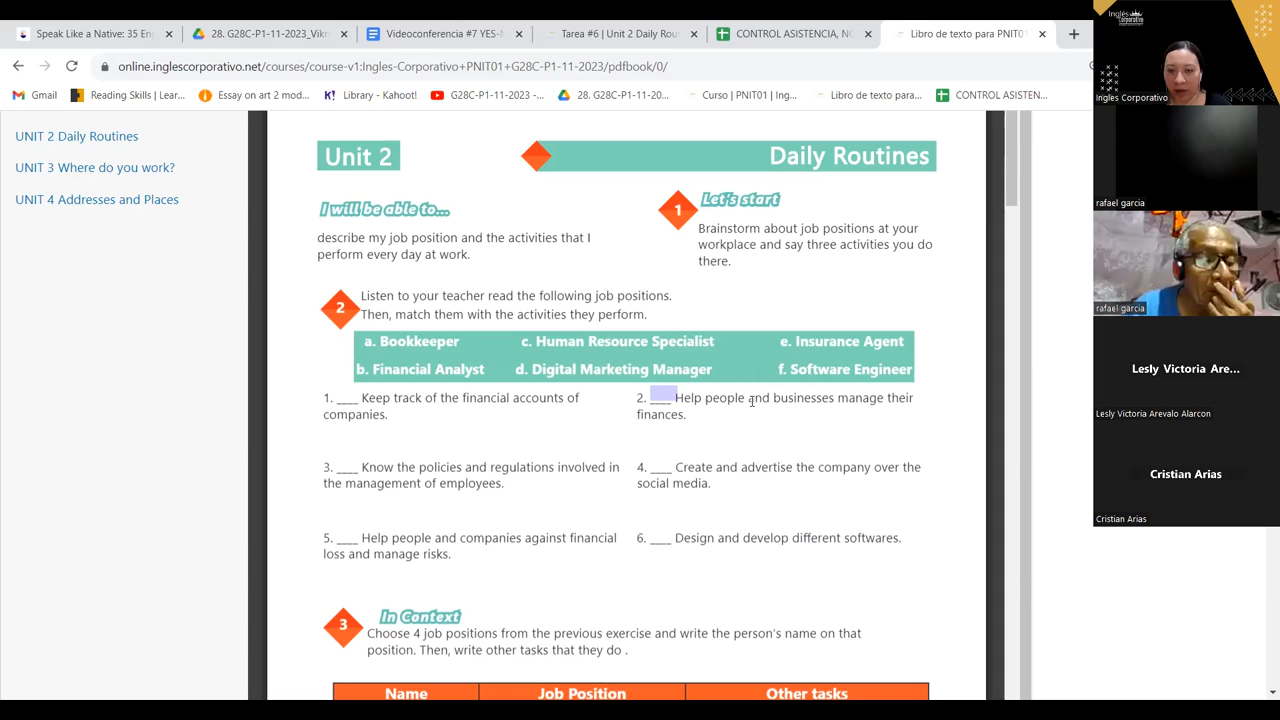 Speak Like a Native: 35 En
28. G28C-P1-11-2023_Vikn
Videoconferencia #7 YES-N
Tarea #6 | Unit 2 Daily Rou
CONTROL ASISTENCIA, NO
Libro de texto para PNIT01
online.inglescorporativo.net/courses/course-v1:Ingles-Corporativo+PNIT01+G28C-P1-11-2023/pdfbook/0/
Gmail
Reading Skills | Lear...
Essay on art 2 mod...
Library - Kahoot
G28C-P1-11-2023 -...
28. G28C-P1-11-20...
Curso | PNIT01 | Ing...
Libro de texto para...
CONTROL ASISTEN...
UNIT 2 Daily Routines
UNIT 3 Where do you work?
UNIT 4 Addresses and Places
Unit 2
Daily Routines
I will be able to...
describe my job position and the activities that I
perform every day at work.
1
Let's start
Brainstorm about job positions at your
workplace and say three activities you do
there.
2
Listen to your teacher read the following job positions.
Then, match them with the activities they perform.
a. Bookkeeper
c. Human Resource Specialist
e. Insurance Agent
b. Financial Analyst
d. Digital Marketing Manager
f. Software Engineer
1. ____ Keep track of the financial accounts of
companies.
2. ____ Help people and businesses manage their
finances.
3. ____ Know the policies and regulations involved in
the management of employees.
4. ____ Create and advertise the company over the
social media.
5. ____ Help people and companies against financial
loss and manage risks.
6. ____ Design and develop different softwares.
3
In Context
Choose 4 job positions from the previous exercise and write the person's name on that
position. Then, write other tasks that they do .
Name
Job Position
Other tasks
Inglés
Corporativo
Ingles Corporativo
rafael garcia
rafael garcia
Lesly Victoria Are...
Lesly Victoria Arevalo Alarcon
Cristian Arias
Cristian Arias